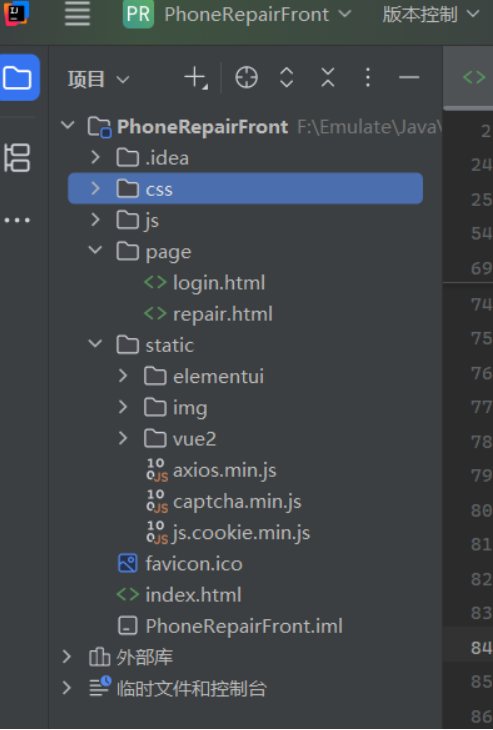 PR PhoneRepairFront 版本控制
项目
PhoneRepairFront F:\Emulate\Java\
.idea
css
js
page
login.html
repair.html
static
elementui
img
vue2
axios.min.js
captcha.min.js
js.cookie.min.js
favicon.ico
index.html
PhoneRepairFront.iml
外部库
临时文件和控制台
2
24
25
54
69
74
75
76
77
78
79
80
81
82
83
84
85
86